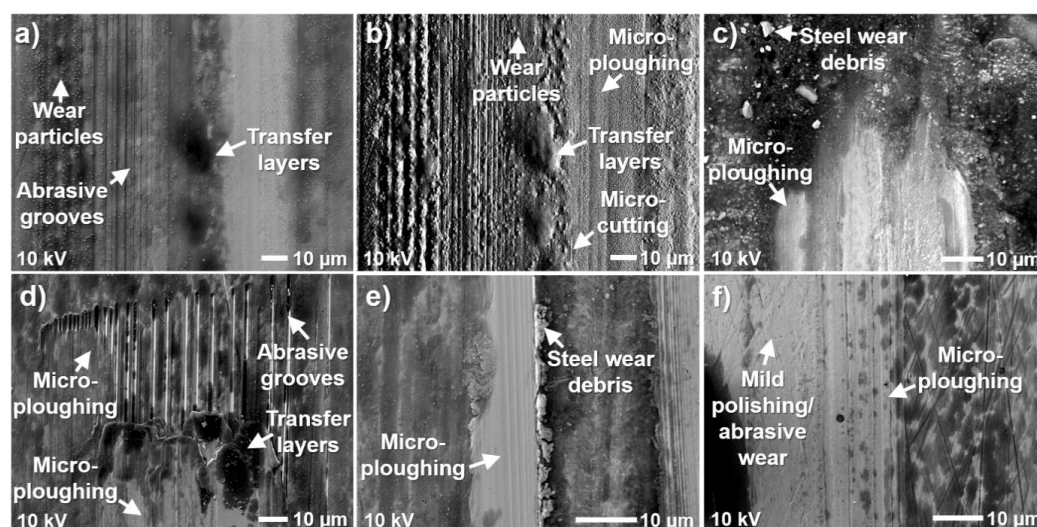 a)
Wear
particles
Transfer
layers
Abrasive
grooves
10 kV
10 µm
b)
Micro-
ploughing
Wear
particles
Transfer
layers
Micro-
cutting
10 kV
10 µm
c)
Steel wear
debris
Micro-
ploughing
10 kV
10 µm
d)
Abrasive
grooves
Micro-
ploughing
Transfer
layers
Micro-
ploughing
10 kV
10 µm
e)
Steel wear
debris
Micro-
ploughing
10 kV
10 µm
f)
Micro-
ploughing
Mild
polishing/
abrasive
wear
10 kV
10 µm